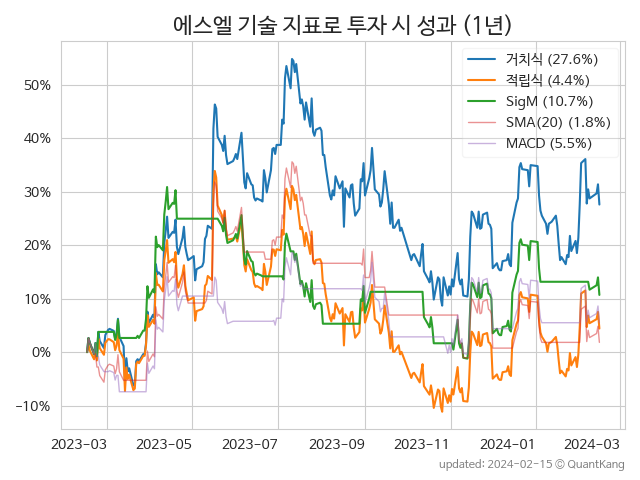 에스엘 기술 지표로 투자 시 성과 (1년)
거치식 (27.6%)
적립식 (4.4%)
SigM (10.7%)
SMA(20) (1.8%)
MACD (5.5%)
50%
40%
30%
20%
10%
0%
−10%
2023-03 2023-05 2023-07 2023-09 2023-11 2024-01 2024-03
updated: 2024-02-15 © QuantKang